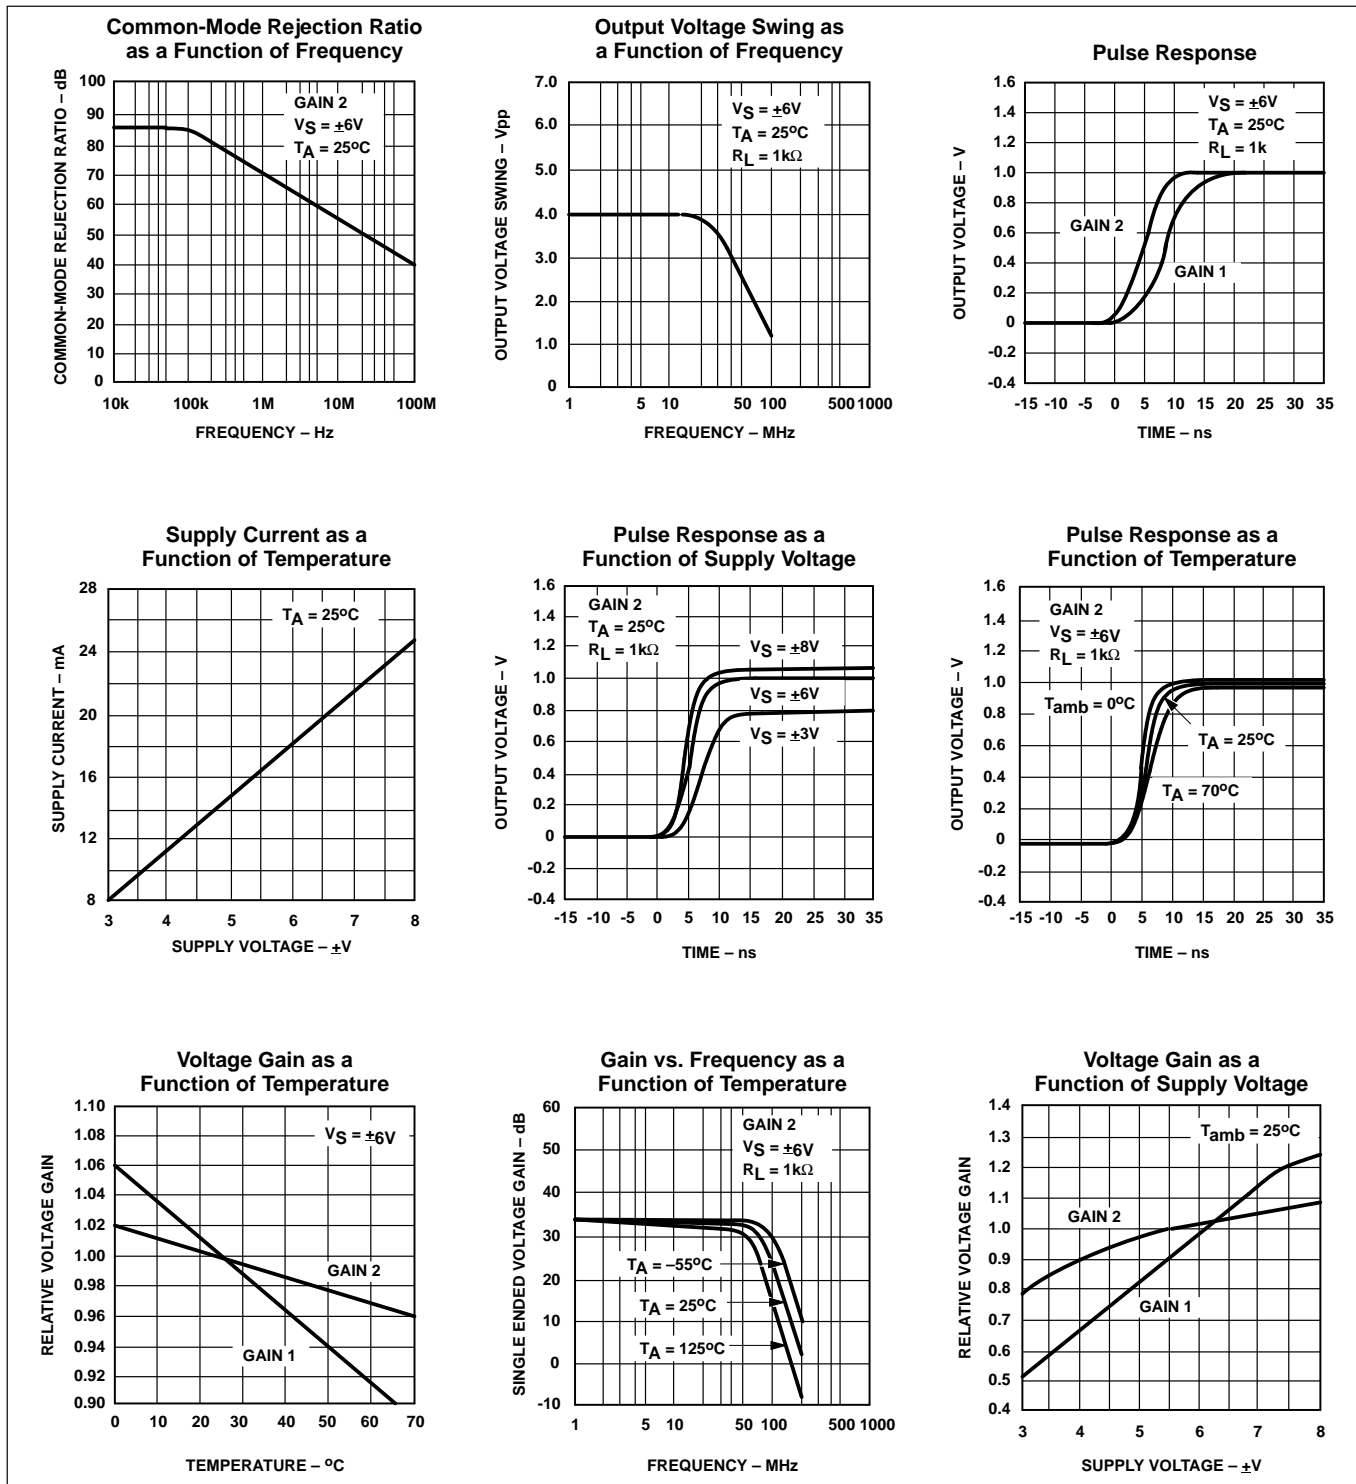 Common-Mode Rejection Ratio
as a Function of Frequency
COMMON-MODE REJECTION RATIO – dB
100
90
80
70
60
50
40
30
20
10
0
GAIN 2
VS = ±6V
TA = 25°C
10k 100k 1M 10M 100M
FREQUENCY – Hz
Output Voltage Swing as
a Function of Frequency
OUTPUT VOLTAGE SWING – Vpp
7.0
6.0
5.0
4.0
3.0
2.0
1.0
0
VS = ±6V
TA = 25°C
RL = 1kΩ
1 5 10 50 100 500 1000
FREQUENCY – MHz
Pulse Response
OUTPUT VOLTAGE – V
1.6
1.4
1.2
1.0
0.8
0.6
0.4
0.2
0
-0.2
-0.4
VS = ±6V
TA = 25°C
RL = 1k
GAIN 2
GAIN 1
-15 -10 -5 0 5 10 15 20 25 30 35
TIME – ns
Supply Current as a
Function of Temperature
SUPPLY CURRENT – mA
28
24
20
16
12
8
TA = 25°C
3 4 5 6 7 8
SUPPLY VOLTAGE – ±V
Pulse Response as a
Function of Supply Voltage
OUTPUT VOLTAGE – V
1.6
1.4
1.2
1.0
0.8
0.6
0.4
0.2
0
-0.2
-0.4
GAIN 2
TA = 25°C
RL = 1kΩ
VS = ±8V
VS = ±6V
VS = ±3V
-15 -10 -5 0 5 10 15 20 25 30 35
TIME – ns
Pulse Response as a
Function of Temperature
OUTPUT VOLTAGE – V
1.6
1.4
1.2
1.0
0.8
0.6
0.4
0.2
0
-0.2
-0.4
GAIN 2
VS = ±6V
RL = 1kΩ
Tamb = 0°C
TA = 25°C
TA = 70°C
-15 -10 -5 0 5 10 15 20 25 30 35
TIME – ns
Voltage Gain as a
Function of Temperature
RELATIVE VOLTAGE GAIN
1.10
1.08
1.06
1.04
1.02
1.00
0.98
0.96
0.94
0.92
0.90
VS = ±6V
GAIN 2
GAIN 1
0 10 20 30 40 50 60 70
TEMPERATURE – °C
Gain vs. Frequency as a
Function of Temperature
SINGLE ENDED VOLTAGE GAIN – dB
60
50
40
30
20
10
0
-10
GAIN 2
VS = ±6V
RL = 1kΩ
TA = –55°C
TA = 25°C
TA = 125°C
1 5 10 50 100 500 1000
FREQUENCY – MHz
Voltage Gain as a
Function of Supply Voltage
RELATIVE VOLTAGE GAIN
1.4
1.3
1.2
1.1
1.0
0.9
0.8
0.7
0.6
0.5
0.4
Tamb = 25°C
GAIN 2
GAIN 1
3 4 5 6 7 8
SUPPLY VOLTAGE – ±V